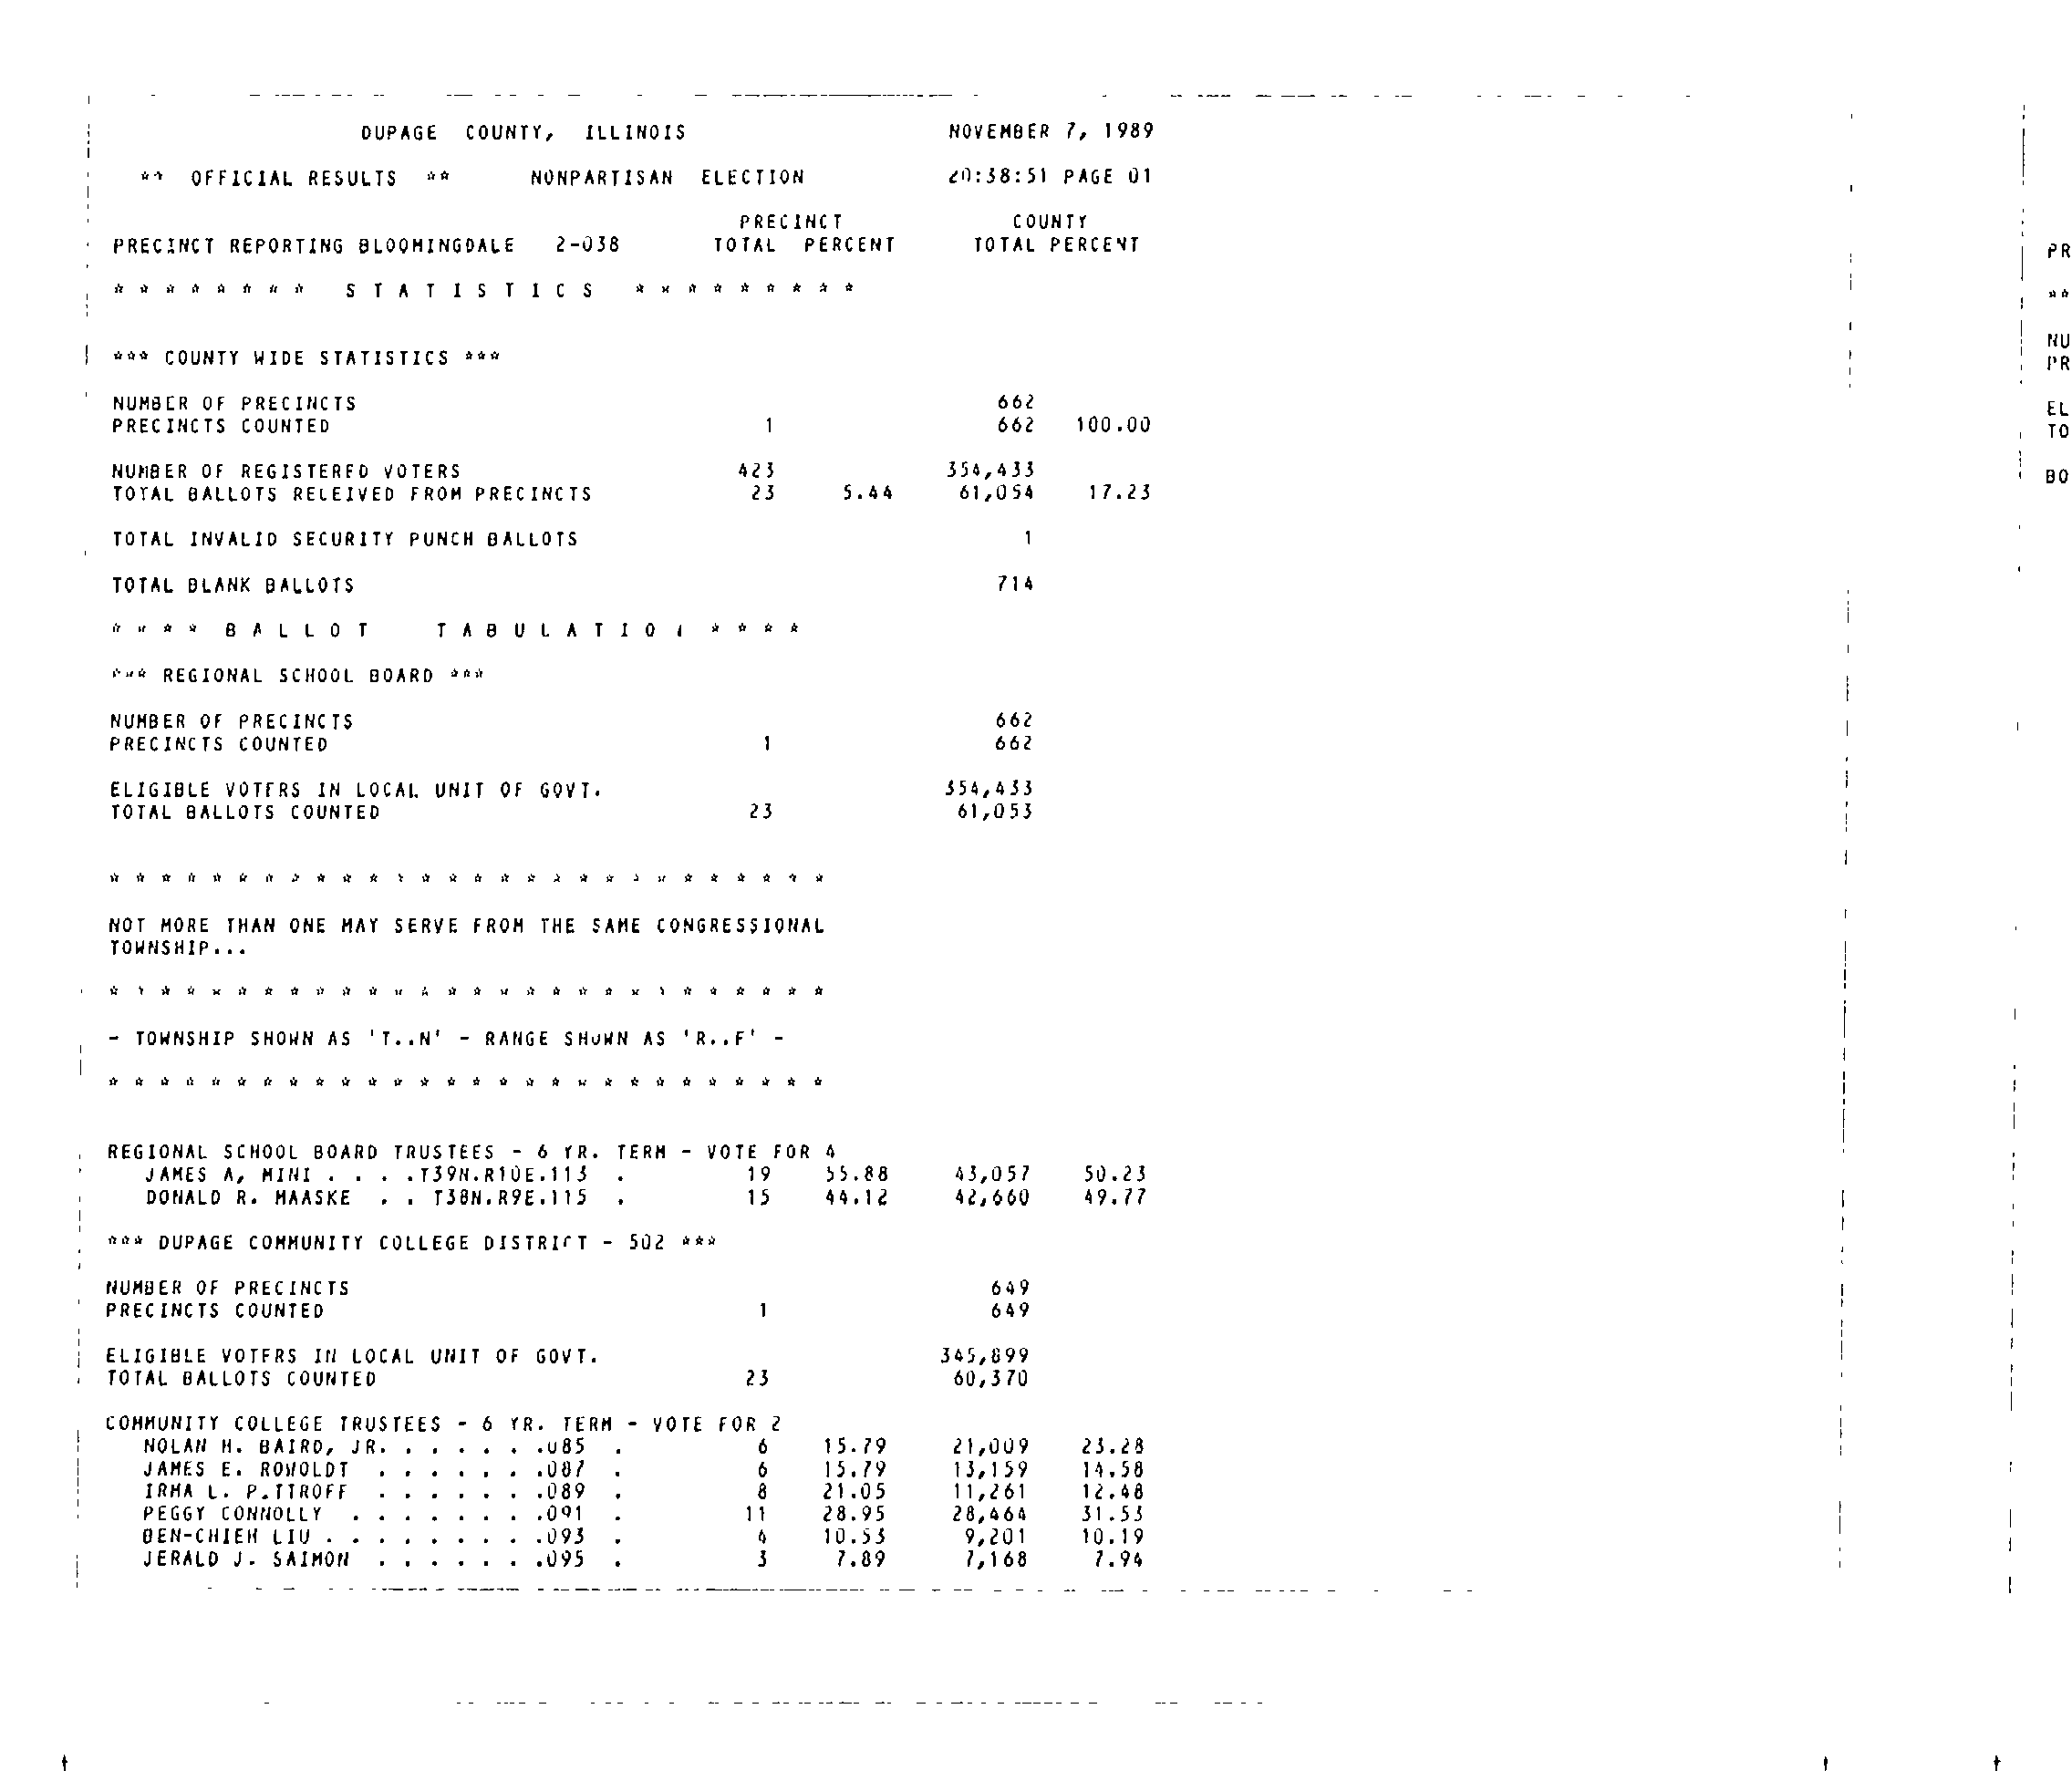 DUPAGE COUNTY, ILLINOIS NOVEMBER 7, 1989
** OFFICIAL RESULTS ** NONPARTISAN ELECTION 20:38:51 PAGE 01
PRECINCT COUNTY
PRECINCT REPORTING BLOOMINGDALE 2-038 TOTAL PERCENT TOTAL PERCENT
* * * * * * * * S T A T I S T I C S * * * * * * * * *
*** COUNTY WIDE STATISTICS ***
NUMBER OF PRECINCTS 662
PRECINCTS COUNTED 1 662 100.00
NUMBER OF REGISTERED VOTERS 423 354,433
TOTAL BALLOTS RECEIVED FROM PRECINCTS 23 5.44 61,054 17.23
TOTAL INVALID SECURITY PUNCH BALLOTS 1
TOTAL BLANK BALLOTS 714
* * * * B A L L O T T A B U L A T I O N * * * *
*** REGIONAL SCHOOL BOARD ***
NUMBER OF PRECINCTS 662
PRECINCTS COUNTED 1 662
ELIGIBLE VOTERS IN LOCAL UNIT OF GOVT. 354,433
TOTAL BALLOTS COUNTED 23 61,053
* * * * * * * * * * * * * * * * * * * * * * * * * * * *
NOT MORE THAN ONE MAY SERVE FROM THE SAME CONGRESSIONAL
TOWNSHIP...
* * * * * * * * * * * * * * * * * * * * * * * * * * * *
- TOWNSHIP SHOWN AS 'T..N' - RANGE SHOWN AS 'R..E' -
* * * * * * * * * * * * * * * * * * * * * * * * * * * *
REGIONAL SCHOOL BOARD TRUSTEES - 6 YR. TERM - VOTE FOR 4
JAMES A, MINI . . . .T39N.R10E.113 . 19 55.88 43,057 50.23
DONALD R. MAASKE . . T38N.R9E.115 . 15 44.12 42,660 49.77
*** DUPAGE COMMUNITY COLLEGE DISTRICT - 502 ***
NUMBER OF PRECINCTS 649
PRECINCTS COUNTED 1 649
ELIGIBLE VOTERS IN LOCAL UNIT OF GOVT. 345,899
TOTAL BALLOTS COUNTED 23 60,370
COMMUNITY COLLEGE TRUSTEES - 6 YR. TERM - VOTE FOR 2
NOLAN H. BAIRD, JR. . . . . . .085 . 6 15.79 21,009 23.28
JAMES E. ROWOLDT . . . . . . .087 . 6 15.79 13,159 14.58
IRMA L. . . . . . . .089 . 8 21.05 11,261 12.48
PEGGY CONNOLLY . . . . . . . .091 . 11 28.95 28,464 31.53
BEN-CHIEH LIU . . . . . . . . .093 . 4 10.53 9,201 10.19
JERALD J. SAIMON . . . . . . .095 . 3 7.89 7,168 7.94
PR
**
NU
PR
EL
TO
BO